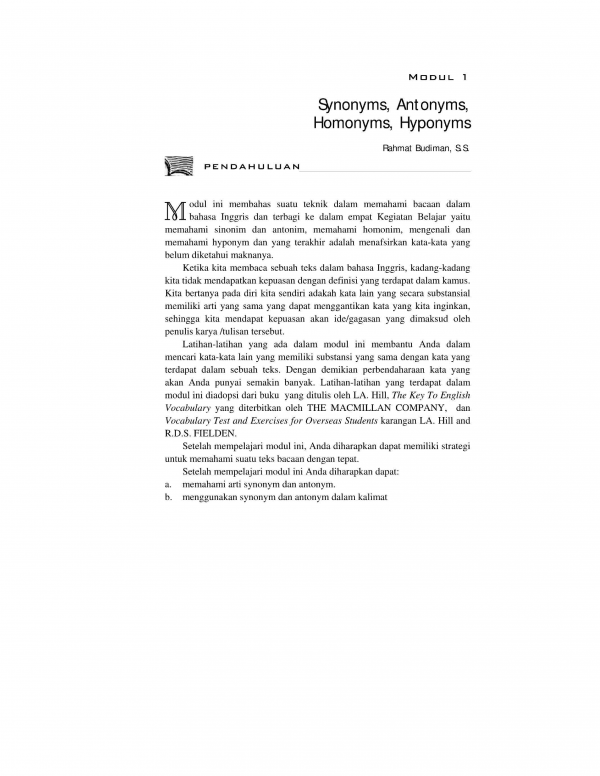 MODUL 1
Synonyms, Antonyms,
Homonyms, Hyponyms
Rahmat Budiman, S.S.
PENDAHULUAN
Modul ini membahas suatu teknik dalam memahami bacaan dalam
bahasa Inggris dan terbagi ke dalam empat Kegiatan Belajar yaitu
memahami sinonim dan antonim, memahami homonim, mengenali dan
memahami hyponym dan yang terakhir adalah menafsirkan kata-kata yang
belum diketahui maknanya.
Ketika kita membaca sebuah teks dalam bahasa Inggris, kadang-kadang
kita tidak mendapatkan kepuasan dengan definisi yang terdapat dalam kamus.
Kita bertanya pada diri kita sendiri adakah kata lain yang secara substansial
memiliki arti yang sama yang dapat menggantikan kata yang kita inginkan,
sehingga kita mendapat kepuasan akan ide/gagasan yang dimaksud oleh
penulis karya /tulisan tersebut.
Latihan-latihan yang ada dalam modul ini membantu Anda dalam
mencari kata-kata lain yang memiliki substansi yang sama dengan kata yang
terdapat dalam sebuah teks. Dengan demikian perbendaharaan kata yang
akan Anda punyai semakin banyak. Latihan-latihan yang terdapat dalam
modul ini diadopsi dari buku yang ditulis oleh LA. Hill, The Key To English
Vocabulary yang diterbitkan oleh THE MACMILLAN COMPANY, dan
Vocabulary Test and Exercises for Overseas Students karangan LA. Hill and
R.D.S. FIELDEN.
Setelah mempelajari modul ini, Anda diharapkan dapat memiliki strategi
untuk memahami suatu teks bacaan dengan tepat.
Setelah mempelajari modul ini Anda diharapkan dapat:
a. memahami arti synonym dan antonym.
b. menggunakan synonym dan antonym dalam kalimat